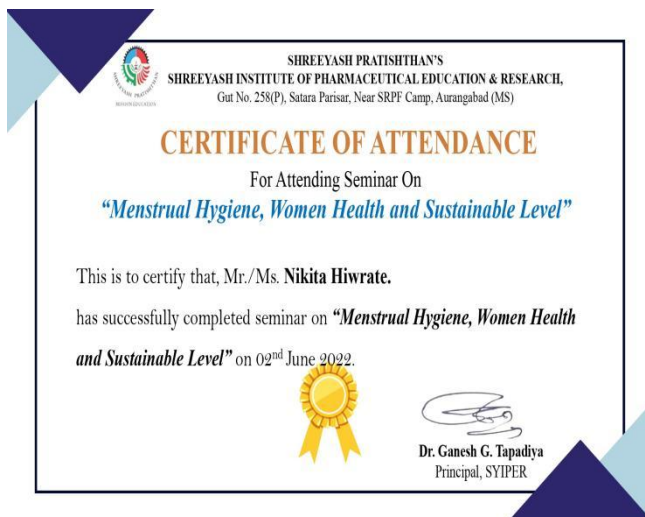 SHREEYASH PRATISHTHAN'S
SHREEYASH INSTITUTE OF PHARMACEUTICAL EDUCATION & RESEARCH,
Gut No. 258(P), Satara Parisar, Near SRPF Camp, Aurangabad (MS)
CERTIFICATE OF ATTENDANCE
For Attending Seminar On
“Menstrual Hygiene, Women Health and Sustainable Level”
This is to certify that, Mr./Ms. Nikita Hiwrate.
has successfully completed seminar on “Menstrual Hygiene, Women Health
and Sustainable Level” on 02nd June 2022.
Dr. Ganesh G. Tapadiya
Principal, SYIPER